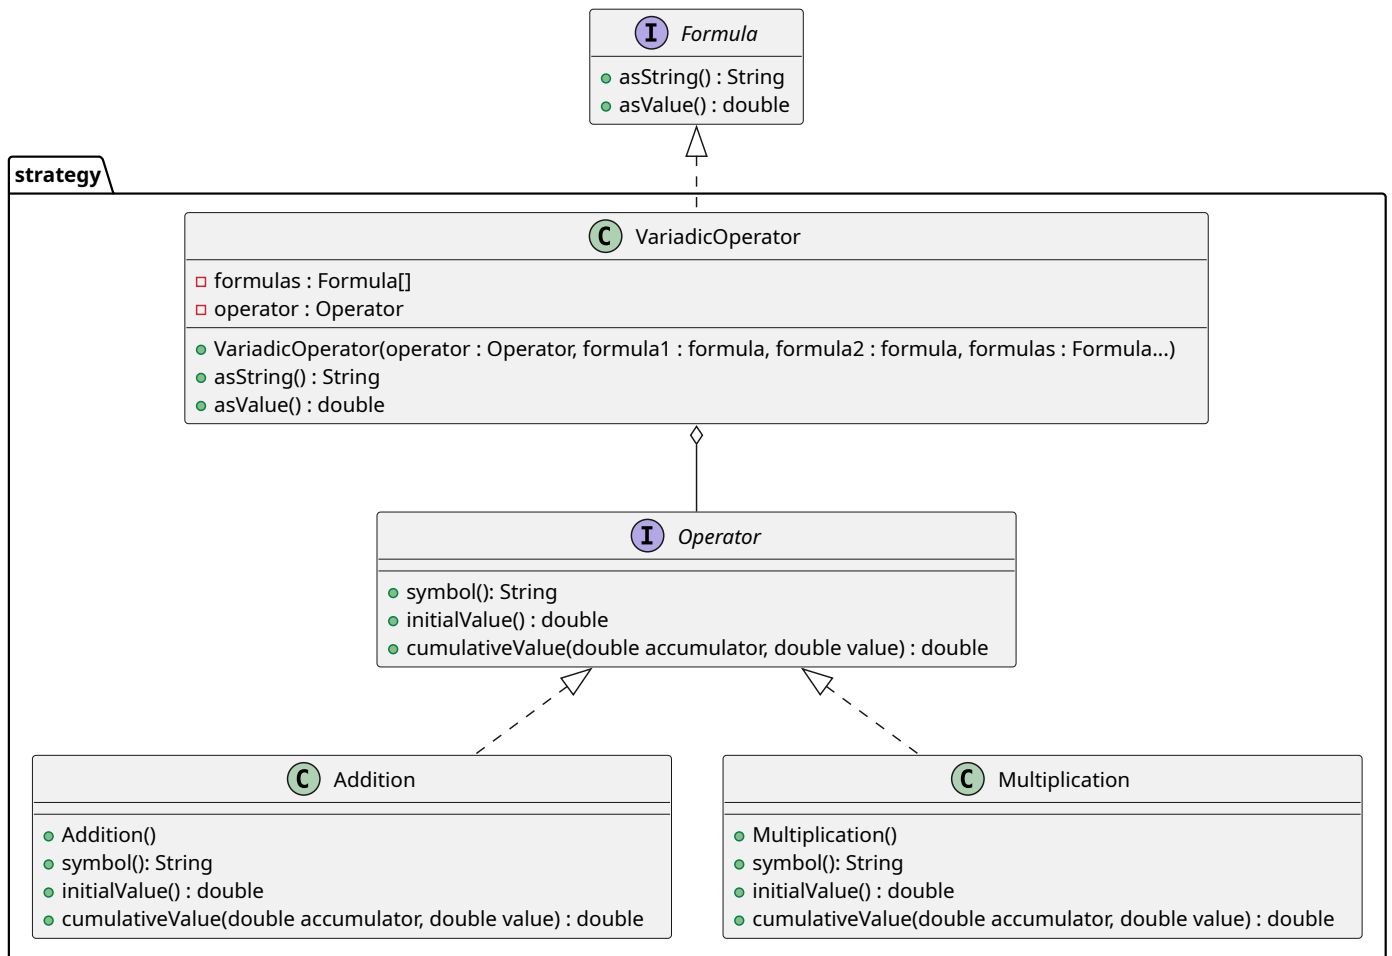 I Formula
asString() : String
asValue() : double
strategy
C VariadicOperator
formulas : Formula[]
operator : Operator
VariadicOperator(operator : Operator, formula1 : formula, formula2 : formula, formulas : Formula...)
asString() : String
asValue() : double
I Operator
symbol(): String
initialValue() : double
cumulativeValue(double accumulator, double value) : double
C Addition
Addition()
symbol(): String
initialValue() : double
cumulativeValue(double accumulator, double value) : double
C Multiplication
Multiplication()
symbol(): String
initialValue() : double
cumulativeValue(double accumulator, double value) : double